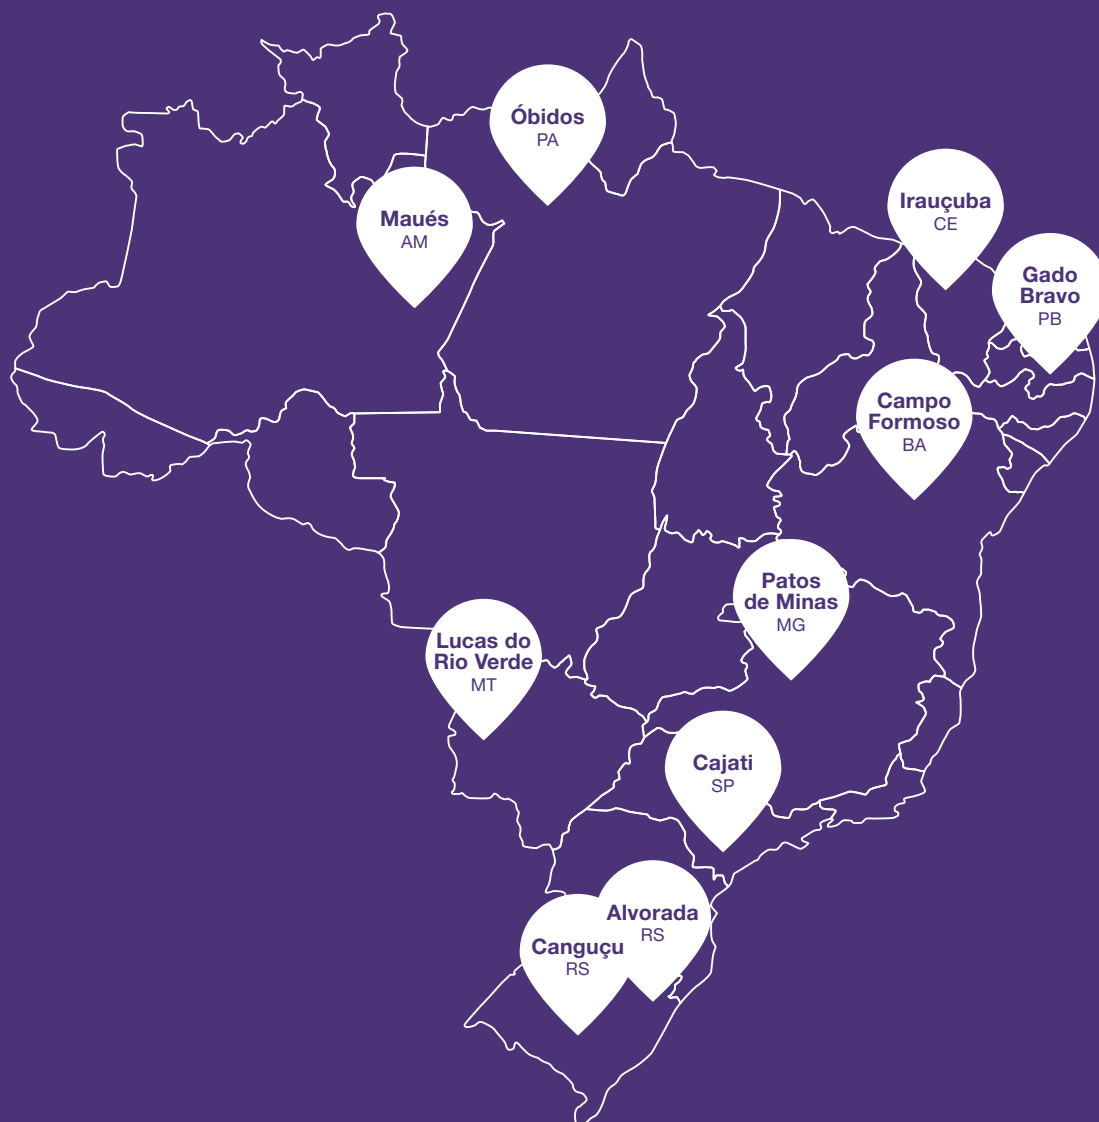 Óbidos
PA
Maués
AM
Irauçuba
CE
Gado
Bravo
PB
Campo
Formoso
BA
Patos
de Minas
MG
Lucas do
Rio Verde
MT
Cajati
SP
Alvorada
RS
Canguçu
RS